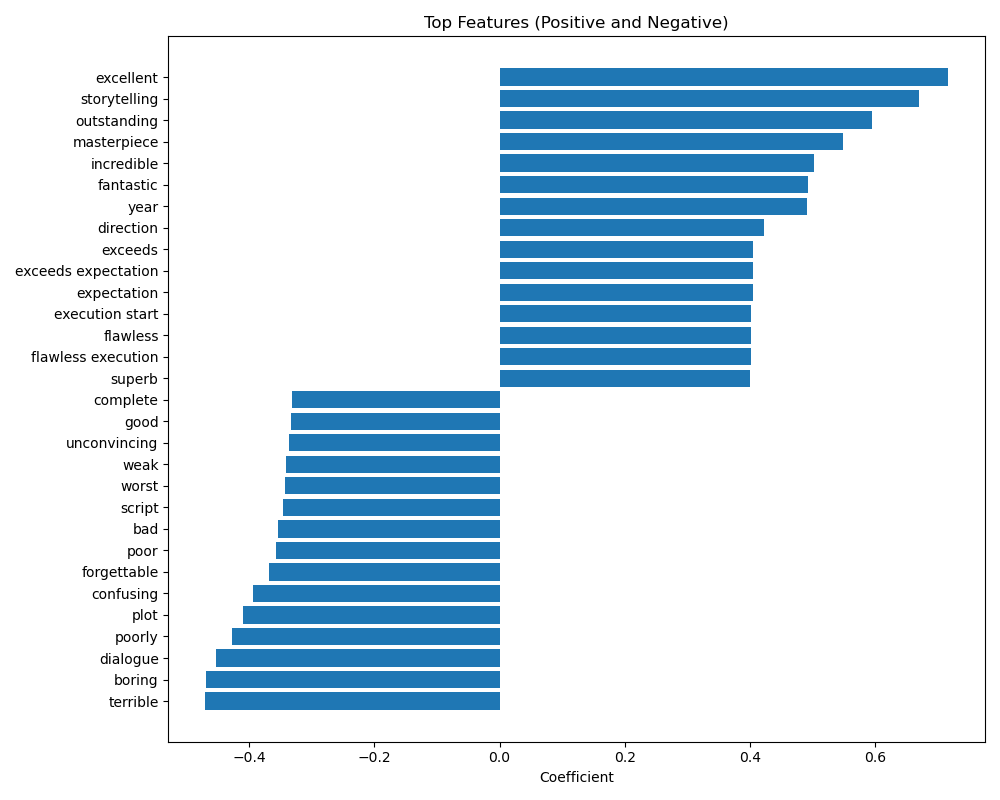 Top Features (Positive and Negative)
excellent
storytelling
outstanding
masterpiece
incredible
fantastic
year
direction
exceeds
exceeds expectation
expectation
execution start
flawless
flawless execution
superb
complete
good
unconvincing
weak
worst
script
bad
poor
forgettable
confusing
plot
poorly
dialogue
boring
terrible
−0.4 −0.2 0.0 0.2 0.4 0.6
Coefficient